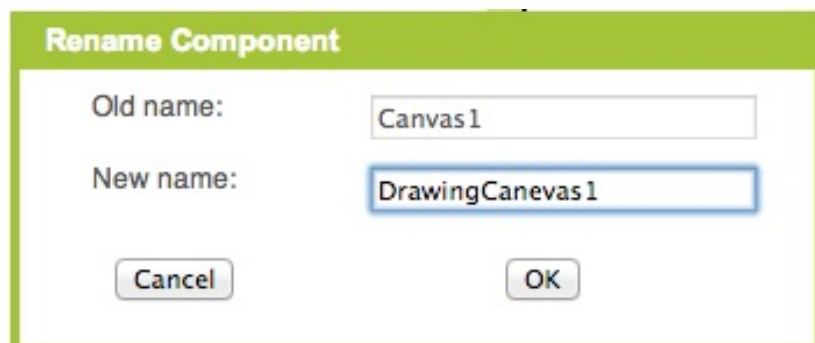 Rename Component
Old name: Canvas1
New name: DrawingCanevas1
Cancel OK